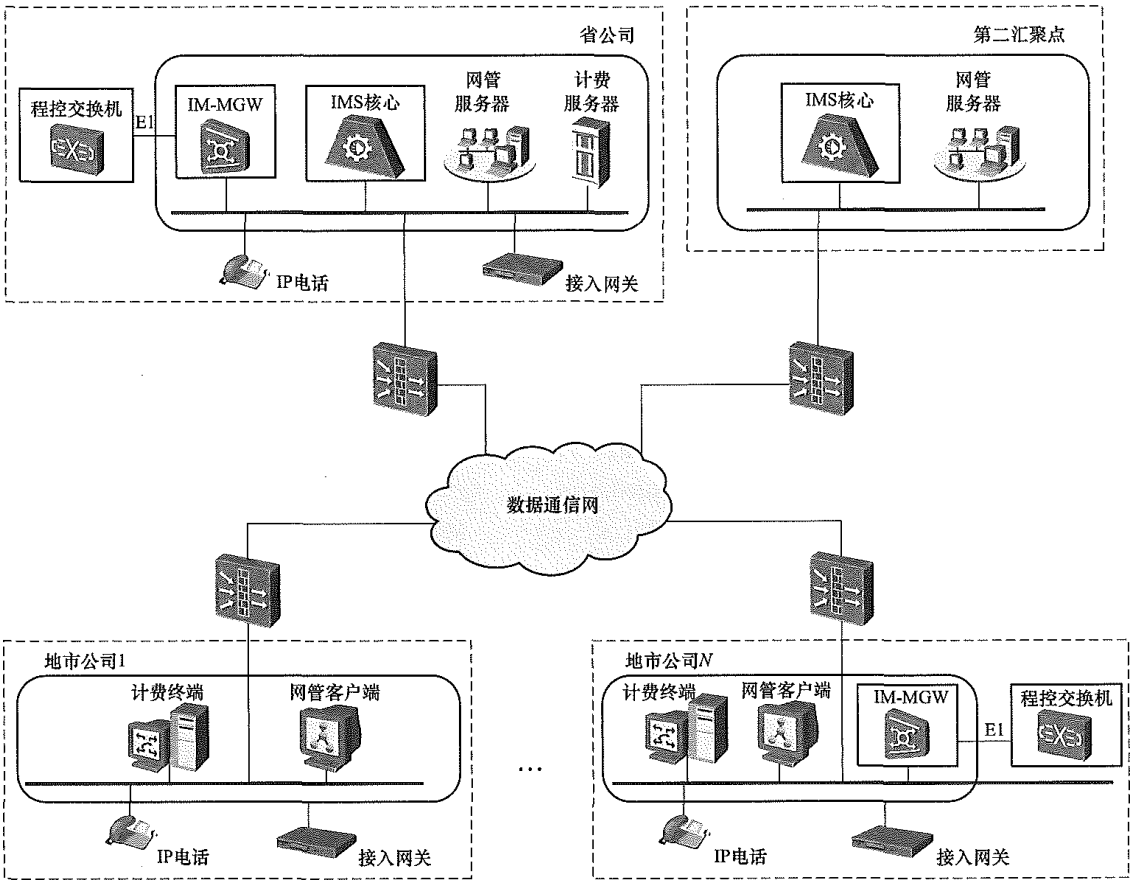 省公司
第二汇聚点
程控交换机
E1
IM-MGW
IMS核心
网管
服务器
计费
服务器
IMS核心
网管
服务器
IP电话
接入网关
数据通信网
地市公司1
计费终端
网管客户端
IP电话
接入网关
…
地市公司N
计费终端
网管客户端
IM-MGW
E1
程控交换机
IP电话
接入网关